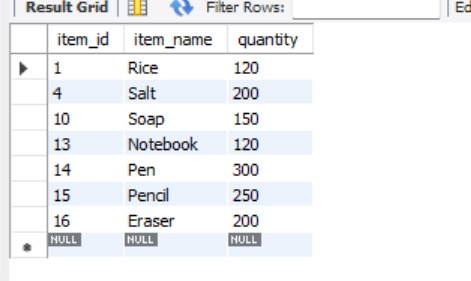 Result Grid Filter Rows: Ed
item_id item_name quantity
1 Rice 120
4 Salt 200
10 Soap 150
13 Notebook 120
14 Pen 300
15 Pencil 250
16 Eraser 200
NULL NULL NULL